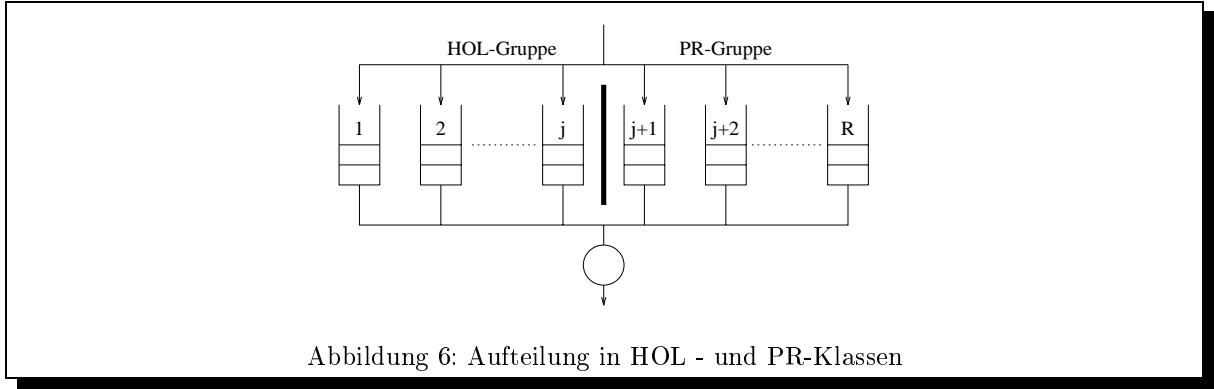 HOL-Gruppe PR-Gruppe
1 2 j j+1 j+2 R
Abbildung 6: Aufteilung in HOL - und PR-Klassen